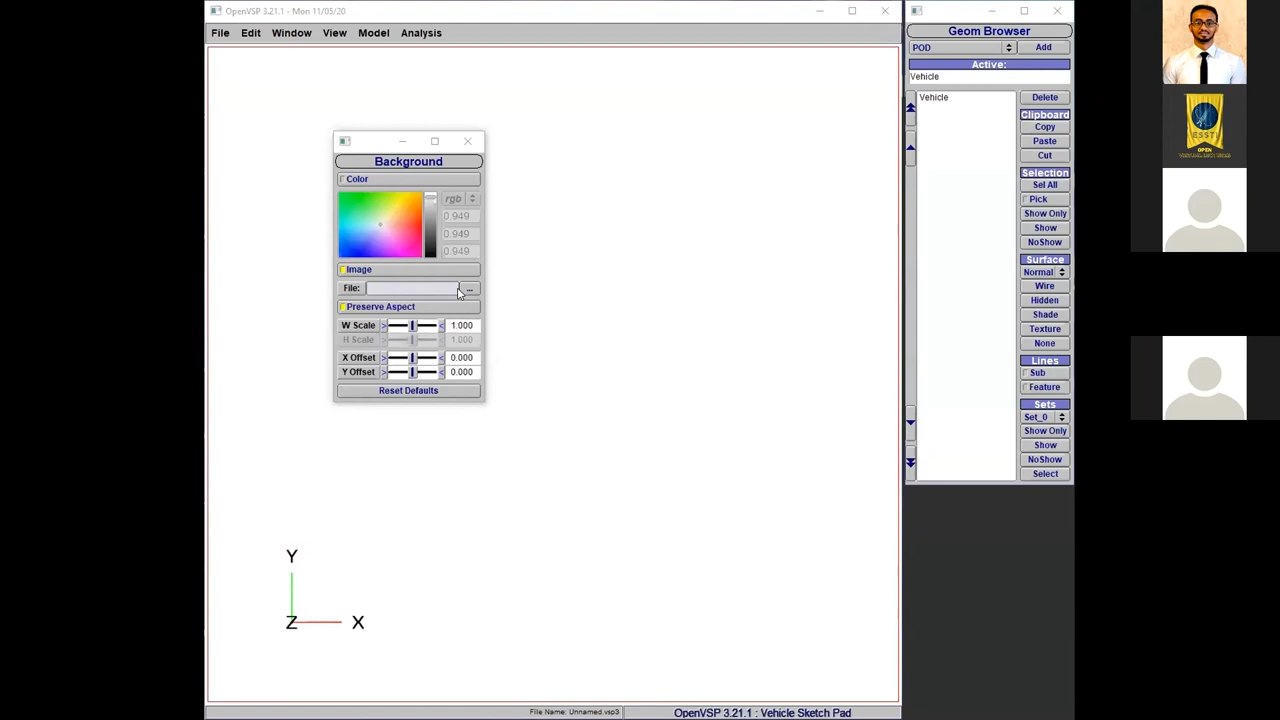 OpenVSP 3.21.1 - Mon 11/05/20
File Edit Window View Model Analysis
Background
Color
rgb
0.949
0.949
0.949
Image
File: ...
Preserve Aspect
W Scale > < 1.000
H Scale > < 1.000
X Offset > < 0.000
Y Offset > < 0.000
Reset Defaults
Y
Z X
File Name: Unnamed.vsp3
OpenVSP 3.21.1 : Vehicle Sketch Pad
Geom Browser
POD Add
Active:
Vehicle
Vehicle
Delete
Clipboard
Copy
Paste
Cut
Selection
Sel All
Pick
Show Only
Show
NoShow
Surface
Normal
Wire
Hidden
Shade
Texture
None
Lines
Sub
Feature
Sets
Set_0
Show Only
Show
NoShow
Select
ESSTI
OPEN